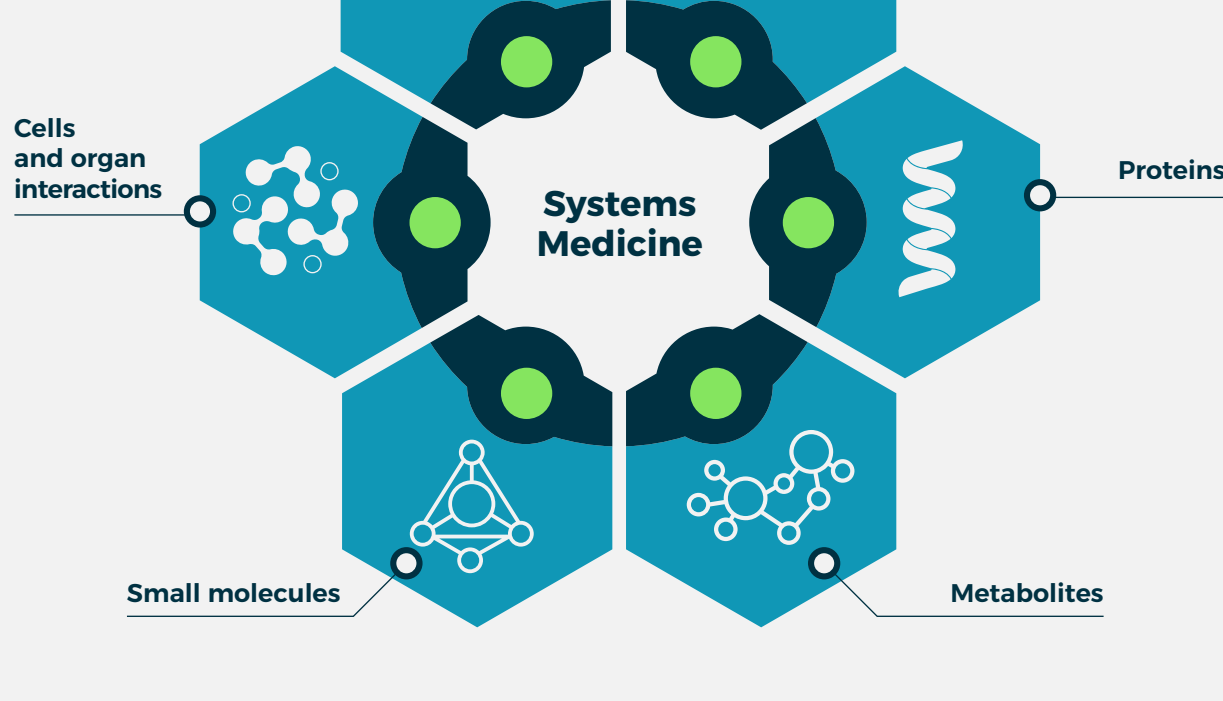 Cells
and organ
interactions
Proteins
Systems
Medicine
Small molecules
Metabolites